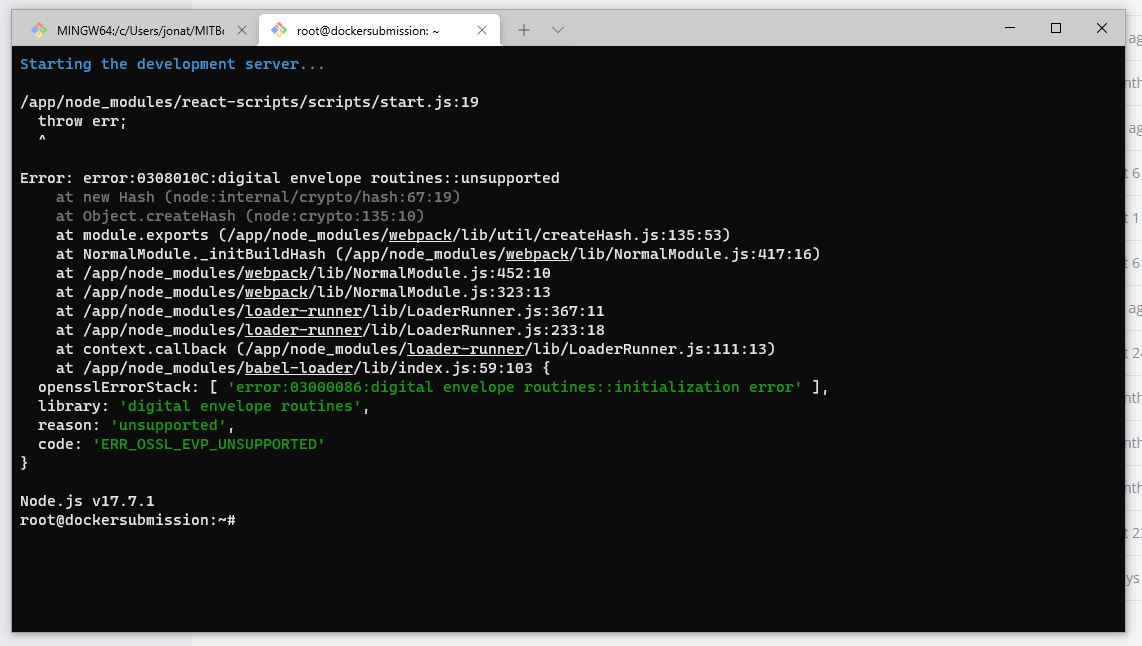 MINGW64:/c/Users/jonat/MITBo
root@dockersubmission: ~
Starting the development server...
/app/node_modules/react-scripts/scripts/start.js:19
  throw err;
  ^
Error: error:0308010C:digital envelope routines::unsupported
    at new Hash (node:internal/crypto/hash:67:19)
    at Object.createHash (node:crypto:135:10)
    at module.exports (/app/node_modules/webpack/lib/util/createHash.js:135:53)
    at NormalModule._initBuildHash (/app/node_modules/webpack/lib/NormalModule.js:417:16)
    at /app/node_modules/webpack/lib/NormalModule.js:452:10
    at /app/node_modules/webpack/lib/NormalModule.js:323:13
    at /app/node_modules/loader-runner/lib/LoaderRunner.js:367:11
    at /app/node_modules/loader-runner/lib/LoaderRunner.js:233:18
    at context.callback (/app/node_modules/loader-runner/lib/LoaderRunner.js:111:13)
    at /app/node_modules/babel-loader/lib/index.js:59:103 {
  opensslErrorStack: [ 'error:03000086:digital envelope routines::initialization error' ],
  library: 'digital envelope routines',
  reason: 'unsupported',
  code: 'ERR_OSSL_EVP_UNSUPPORTED'
}
Node.js v17.7.1
root@dockersubmission:~#